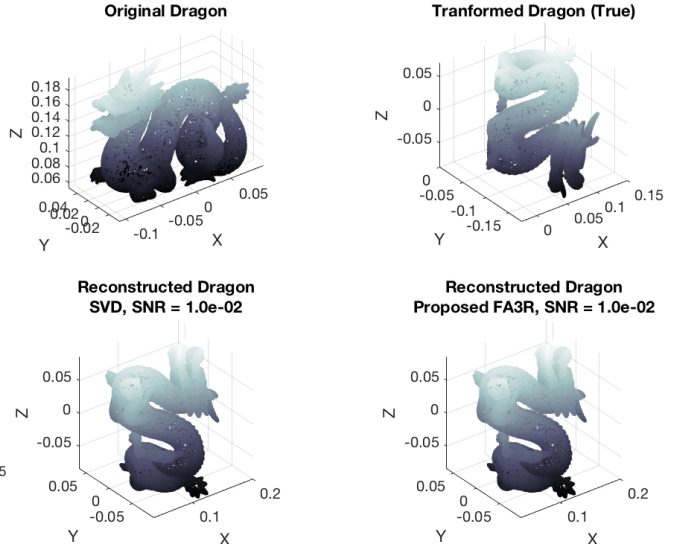 Original Dragon
0.18
0.16
0.14
0.12
0.1
0.08
0.06
Z
0.04
0.02
0
-0.02
Y
-0.1
-0.05
0
0.05
X
Tranformed Dragon (True)
0.05
0
-0.05
Z
0
-0.05
-0.1
-0.15
Y
0
0.05
0.1
0.15
X
Reconstructed Dragon
SVD, SNR = 1.0e-02
0.05
0
-0.05
Z
5
0.05
0
-0.05
Y
0.1
0.2
X
Reconstructed Dragon
Proposed FA3R, SNR = 1.0e-02
0.05
0
-0.05
Z
0.05
0
-0.05
Y
0.1
0.2
X